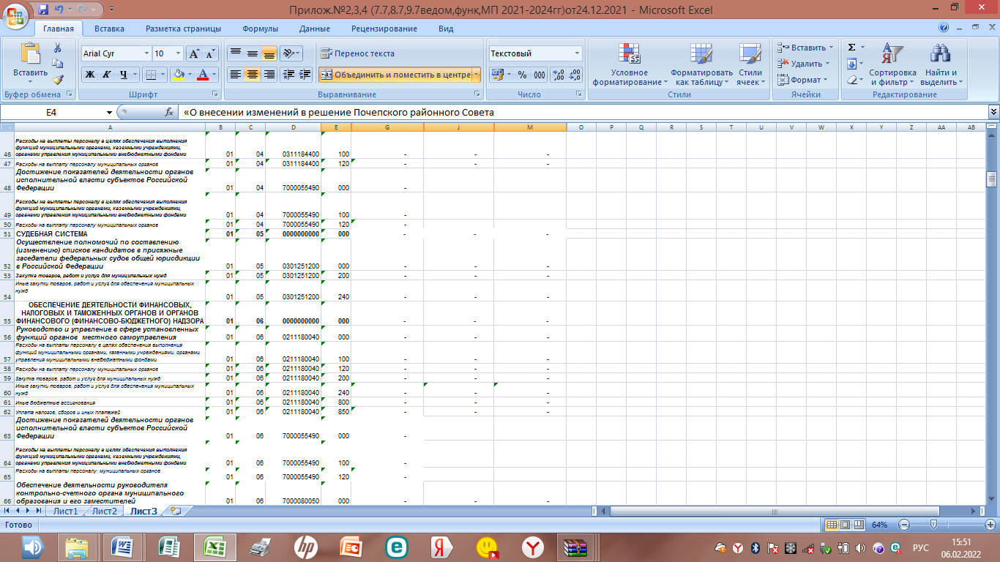 Прилож.№2,3,4 (7.7,8.7,9.7ведом,функ,МП 2021-2024гг)от24.12.2021 - Microsoft Excel
Главная Вставка Разметка страницы Формулы Данные Рецензирование Вид
Вставить Arial Cyr 10 Перенос текста Текстовый Условное форматирование Форматировать как таблицу Стили ячеек Вставить Удалить Формат Сортировка и фильтр Найти и выделить
Ж К Ч Объединить и поместить в центре % 000
Буфер обмена Шрифт Выравнивание Число Стили Ячейки Редактирование
E4 fx «О внесении изменений в решение Почепского районного Совета
A B C D E G J M O P Q R S T U V W X Y Z AA AB
46 Расходы на выплаты персоналу в целях обеспечения выполнения
функций муниципальными органами, казенными учреждениями,
органами управления муниципальными внебюджетными фондами 01 04 0311184400 100 - - -
47 Расходы на выплату персоналу муниципальных органов 01 04 0311184400 120 - - -
48 Достижение показателей деятельности органов
исполнительной власти субъектов Российской
Федерации 01 04 7000055490 000 -
49 Расходы на выплаты персоналу в целях обеспечения выполнения
функций муниципальными органами, казенными учреждениями,
органами управления муниципальными внебюджетными фондами 01 04 7000055490 100 -
50 Расходы на выплату персоналу муниципальных органов 01 04 7000055490 120 -
51 СУДЕБНАЯ СИСТЕМА 01 05 0000000000 000 - - -
52 Осуществление полномочий по составлению
(изменению) списков кандидатов в присяжные
заседатели федеральных судов общей юрисдикции
в Российской Федерации 01 05 0301251200 000 - - -
53 Закупка товаров, работ и услуг для муниципальных нужд 01 05 0301251200 200 - - -
54 Иные закупки товаров, работ и услуг для обеспечения муниципальных
нужд 01 05 0301251200 240 - - -
55 ОБЕСПЕЧЕНИЕ ДЕЯТЕЛЬНОСТИ ФИНАНСОВЫХ,
НАЛОГОВЫХ И ТАМОЖЕННЫХ ОРГАНОВ И ОРГАНОВ
ФИНАНСОВОГО (ФИНАНСОВО-БЮДЖЕТНОГО) НАДЗОРА 01 06 0000000000 000 - - -
56 Руководство и управление в сфере установленных
функций органов местного самоуправления 01 06 0211180040 000 - - -
57 Расходы на выплаты персоналу в целях обеспечения выполнения
функций муниципальными органами, казенными учреждениями, органами
управления муниципальными внебюджетными фондами 01 06 0211180040 100 - - -
58 Расходы на выплату персоналу муниципальных органов 01 06 0211180040 120 - - -
59 Закупка товаров, работ и услуг для муниципальных нужд 01 06 0211180040 200 - - -
60 Иные закупки товаров, работ и услуг для обеспечения муниципальных
нужд 01 06 0211180040 240 - - -
61 Иные бюджетные ассигнования 01 06 0211180040 800 - - -
62 Уплата налогов, сборов и иных платежей 01 06 0211180040 850 - - -
63 Достижение показателей деятельности органов
исполнительной власти субъектов Российской
Федерации 01 06 7000055490 000 -
64 Расходы на выплаты персоналу в целях обеспечения выполнения
функций муниципальными органами, казенными учреждениями,
органами управления муниципальными внебюджетными фондами 01 06 7000055490 100 -
65 Расходы на выплаты персоналу муниципальных органов 01 06 7000055490 120 -
66 Обеспечение деятельности руководителя
контрольно-счетного органа муниципального
образования и его заместителей 01 06 7000080050 000 - - -
Лист1 Лист2 Лист3
Готово 64%
РУС 15:51
06.02.2022